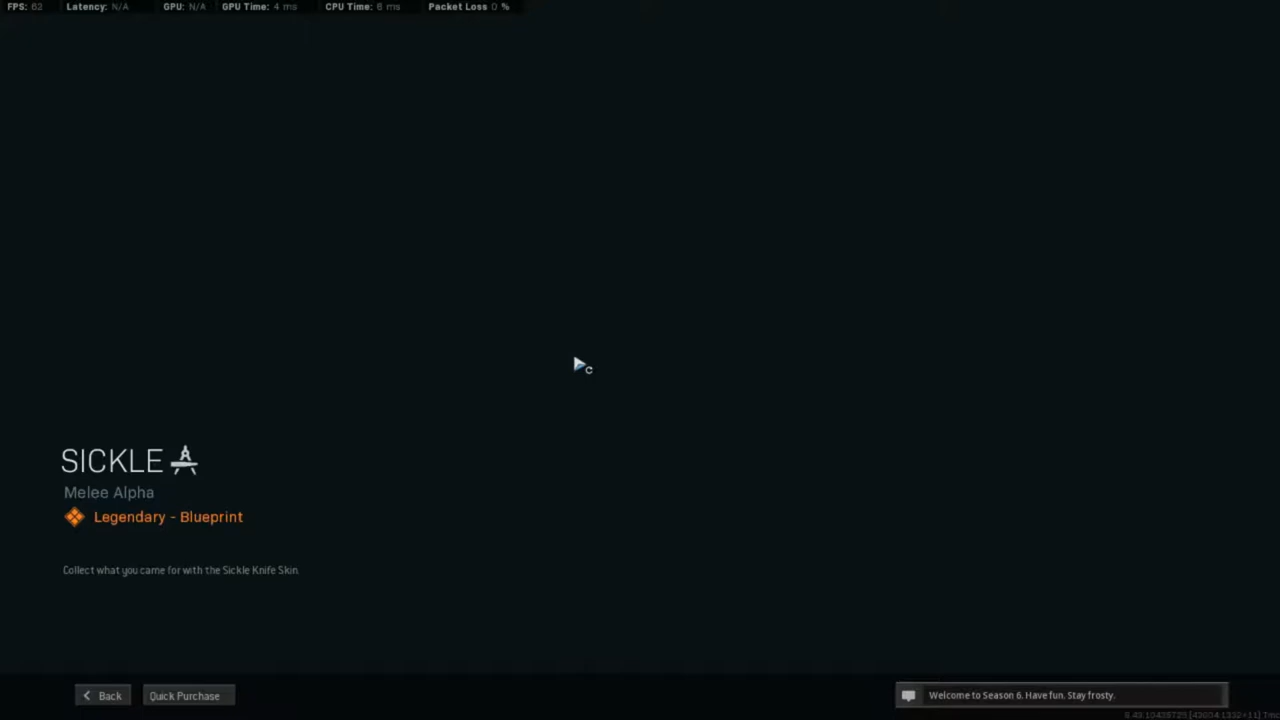 FPS: 62 Latency: N/A GPU: N/A GPU Time: 4 ms CPU Time: 6 ms Packet Loss 0 %
SICKLE
Melee Alpha
Legendary - Blueprint
Collect what you came for with the Sickle Knife Skin.
Back Quick Purchase
Welcome to Season 6. Have fun. Stay frosty.